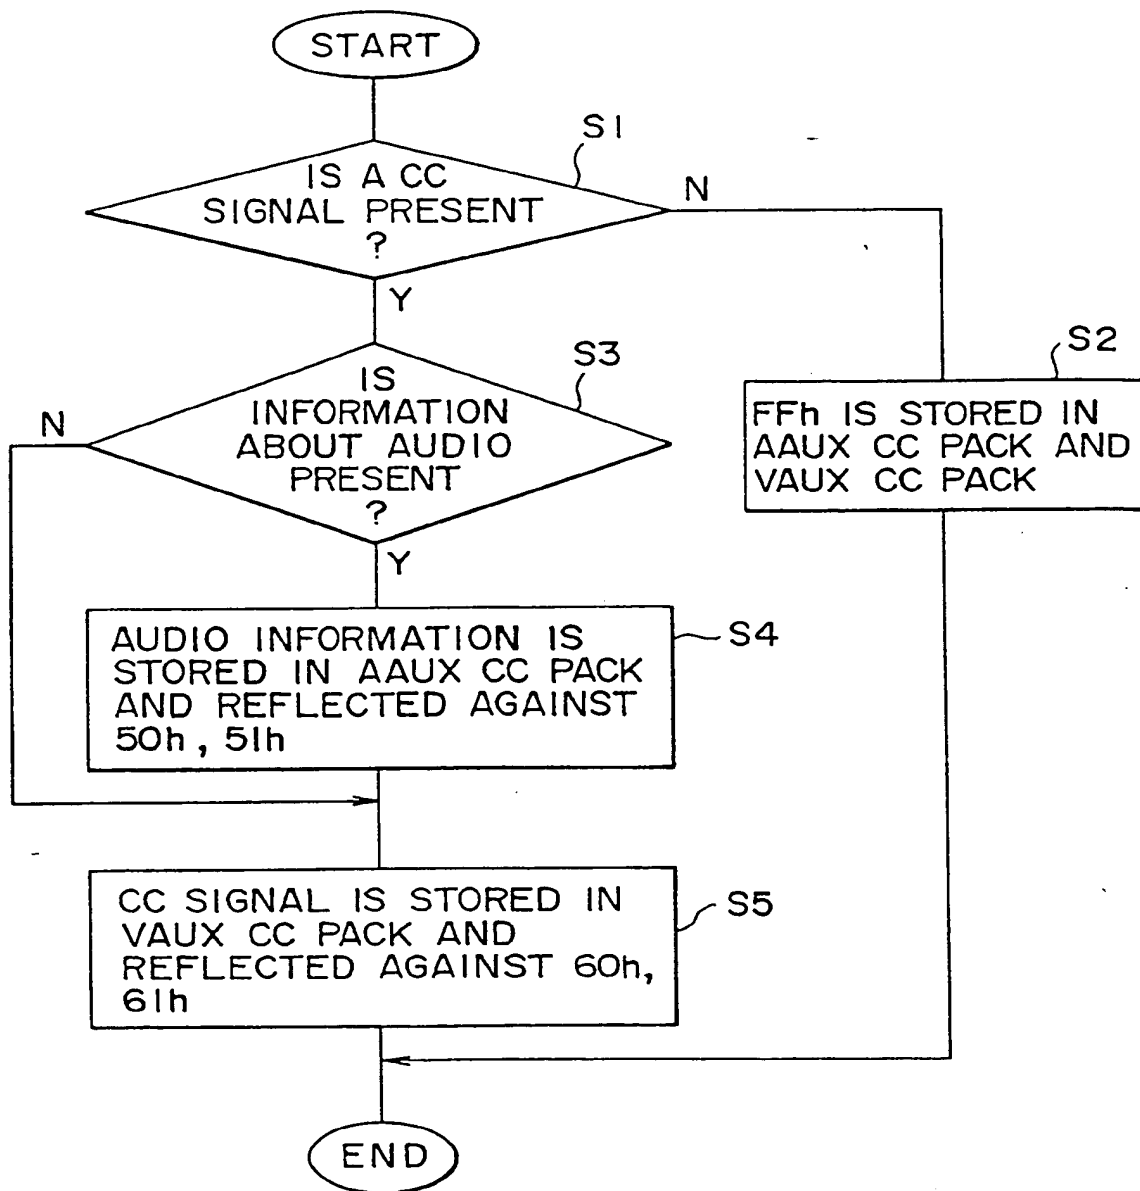 START
S1
IS A CC
SIGNAL PRESENT
?
N
Y
S3
IS
INFORMATION
ABOUT AUDIO
PRESENT
?
N
Y
S2
FFh IS STORED IN
AAUX CC PACK AND
VAUX CC PACK
S4
AUDIO INFORMATION IS
STORED IN AAUX CC PACK
AND REFLECTED AGAINST
50h, 51h
S5
CC SIGNAL IS STORED IN
VAUX CC PACK AND
REFLECTED AGAINST 60h,
61h
END